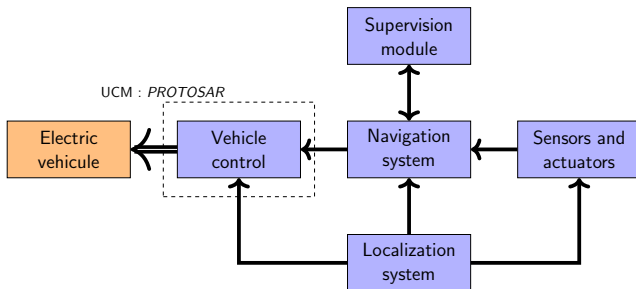 Supervision
module
UCM : PROTOSAR
Electric
vehicule
Vehicle
control
Navigation
system
Sensors and
actuators
Localization
system